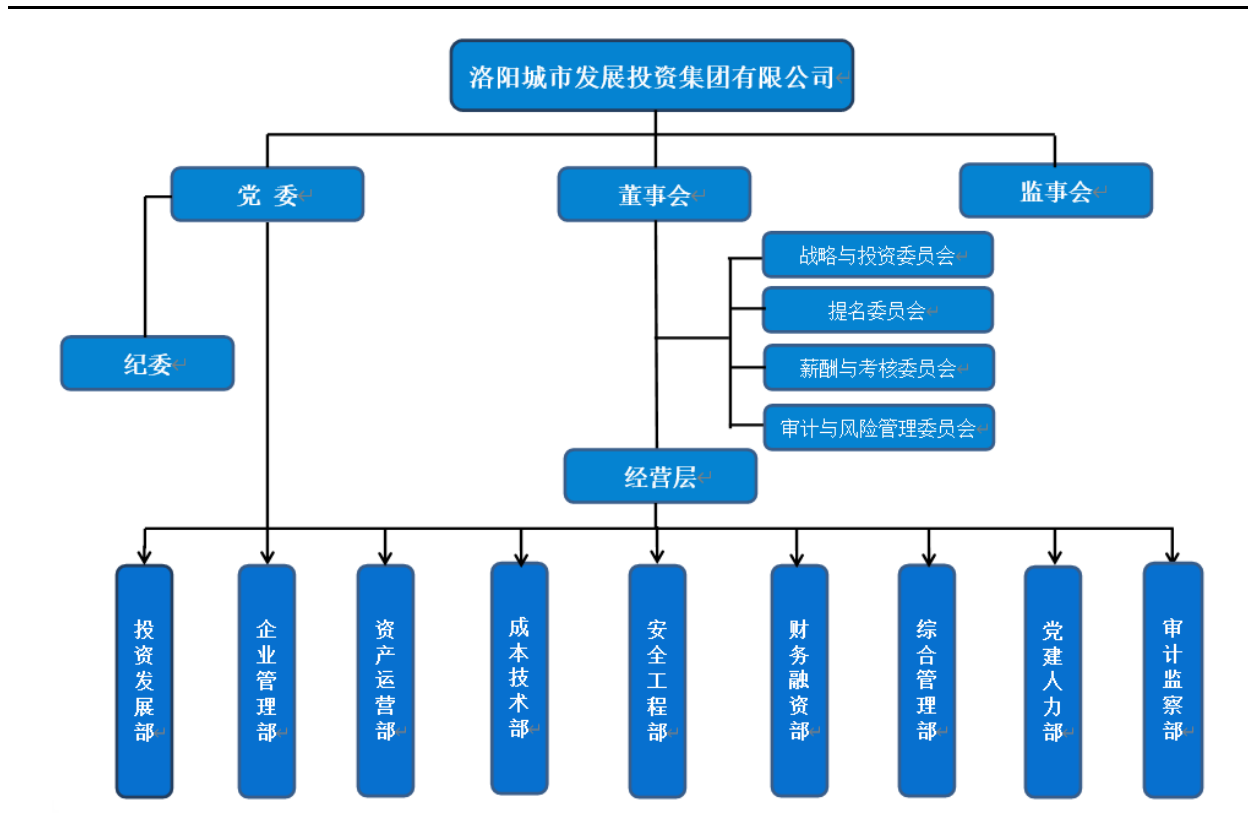 洛阳城市发展投资集团有限公司
党 委
董事会
监事会
战略与投资委员会
提名委员会
纪委
薪酬与考核委员会
审计与风险管理委员会
经营层
投资发展部
企业管理部
资产运营部
成本技术部
安全工程部
财务融资部
综合管理部
党建人力部
审计监察部